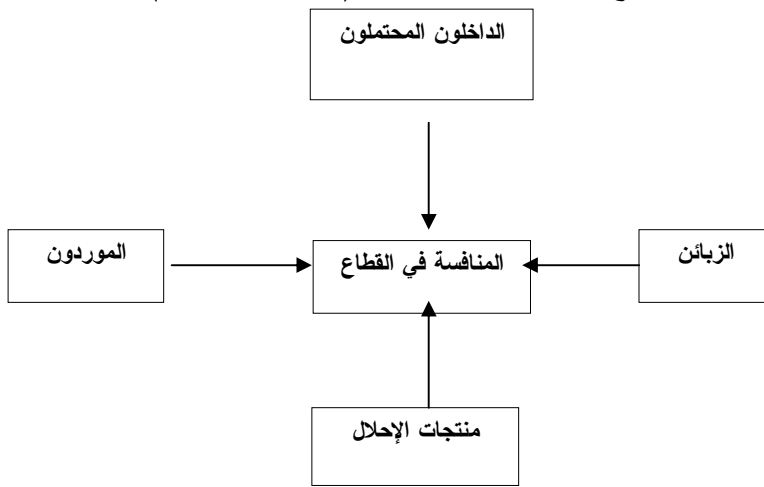 الداخلون المحتملون
الزبائن
المنافسة في القطاع
الموردون
منتجات الإحلال